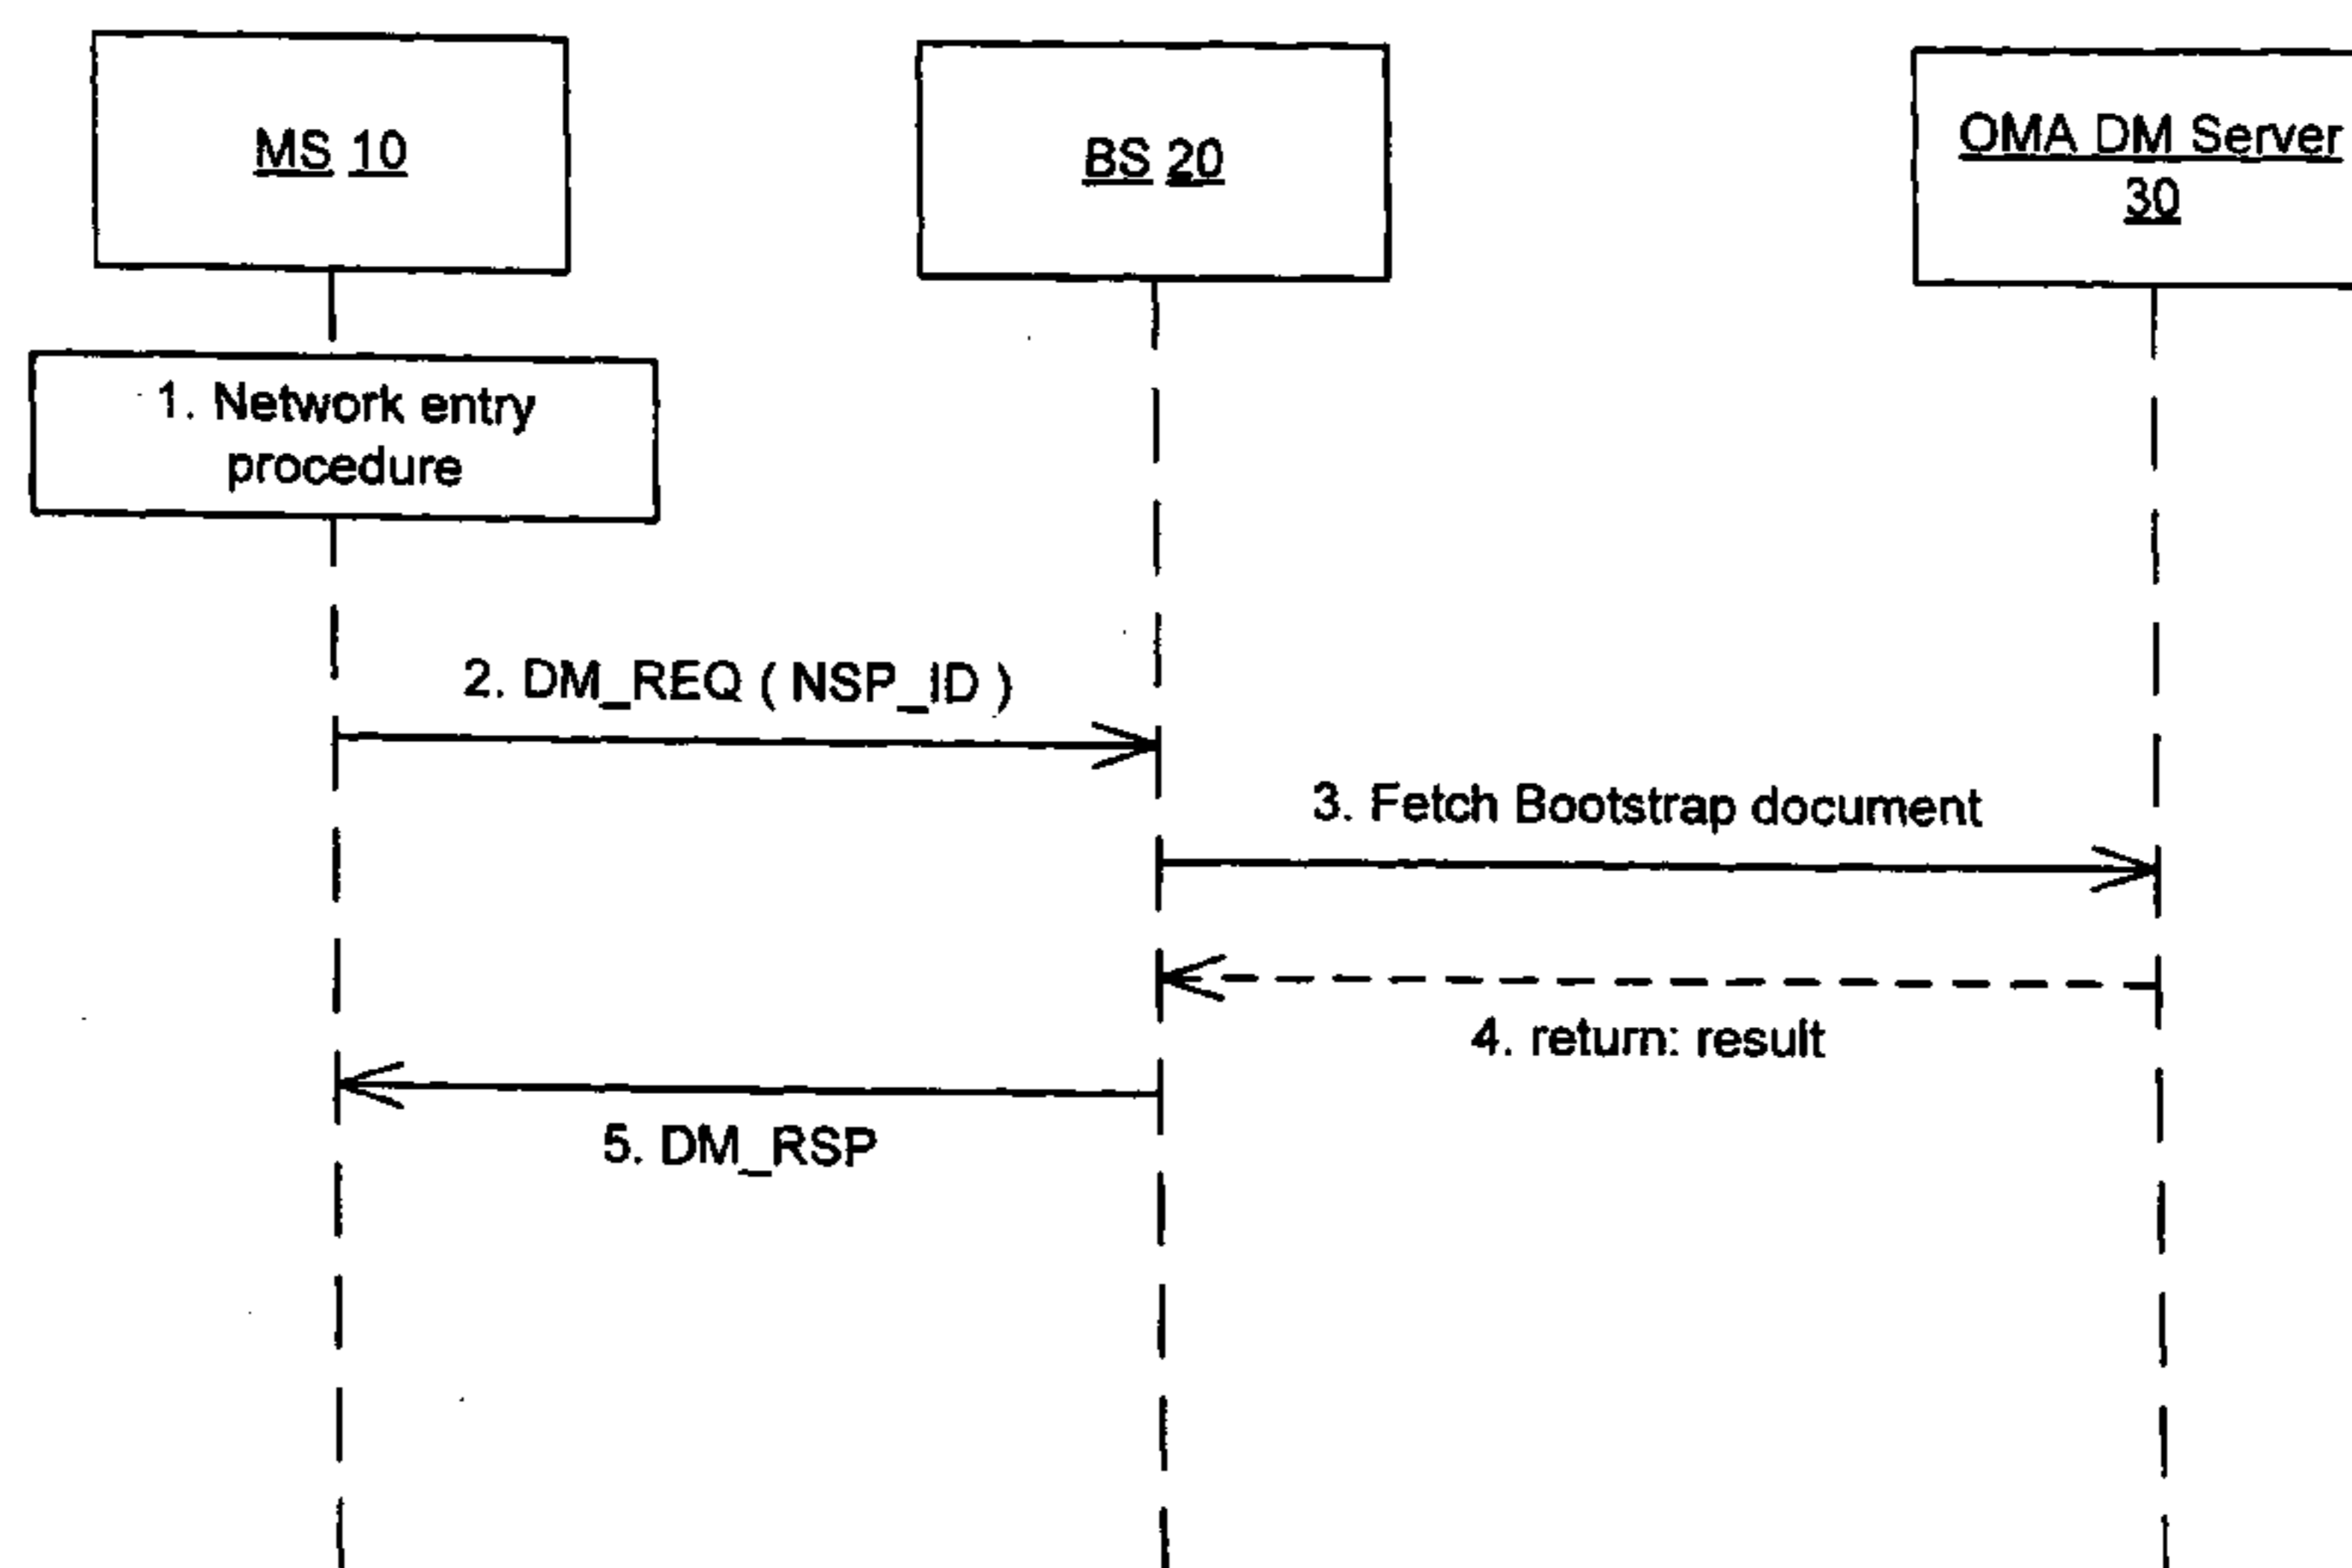 MS 10
BS 20
OMA DM Server
30
1. Network entry
procedure
2. DM_REQ ( NSP_ID )
3. Fetch Bootstrap document
4. return: result
5. DM_RSP